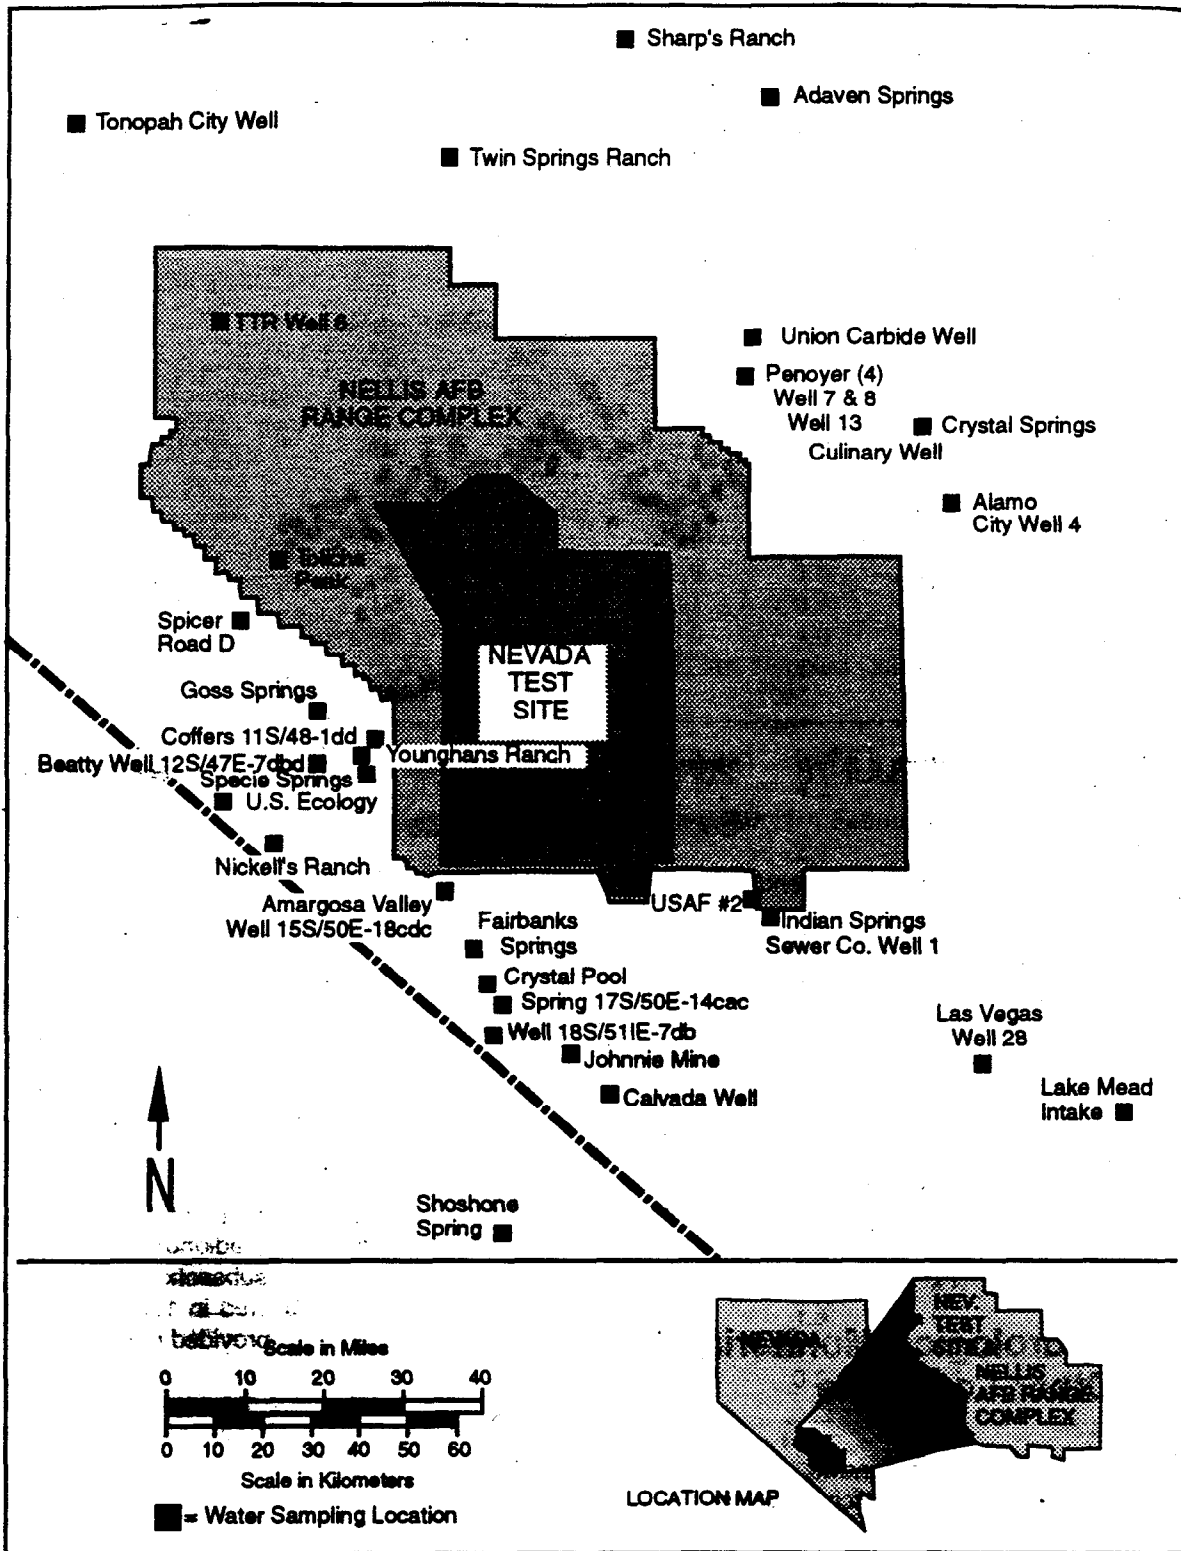 Sharp's Ranch
Adaven Springs
Tonopah City Well
Twin Springs Ranch
TTR Well 6
Union Carbide Well
NELLIS AFB
RANGE COMPLEX
Penoyer (4)
Well 7 & 8
Well 13
Culinary Well
Crystal Springs
Alamo
City Well 4
Peak
Spicer
Road D
NEVADA
TEST
SITE
Goss Springs
Coffers 11S/48-1dd
Younghans Ranch
Beatty Well 12S/47E-7dbd
Specie Springs
U.S. Ecology
Nickell's Ranch
Amargosa Valley
Well 15S/50E-18cdc
USAF #2
Indian Springs
Sewer Co. Well 1
Fairbanks
Springs
Crystal Pool
Spring 17S/50E-14cac
Well 18S/51IE-7db
Johnnie Mine
Calvada Well
Las Vegas
Well 28
Lake Mead
Intake
N
Shoshone
Spring
Scale in Miles
0 10 20 30 40
0 10 20 30 40 50 60
Scale in Kilometers
= Water Sampling Location
NEVADA
NEV.
TEST
NELLIS
AFB RANGE
COMPLEX
LOCATION MAP